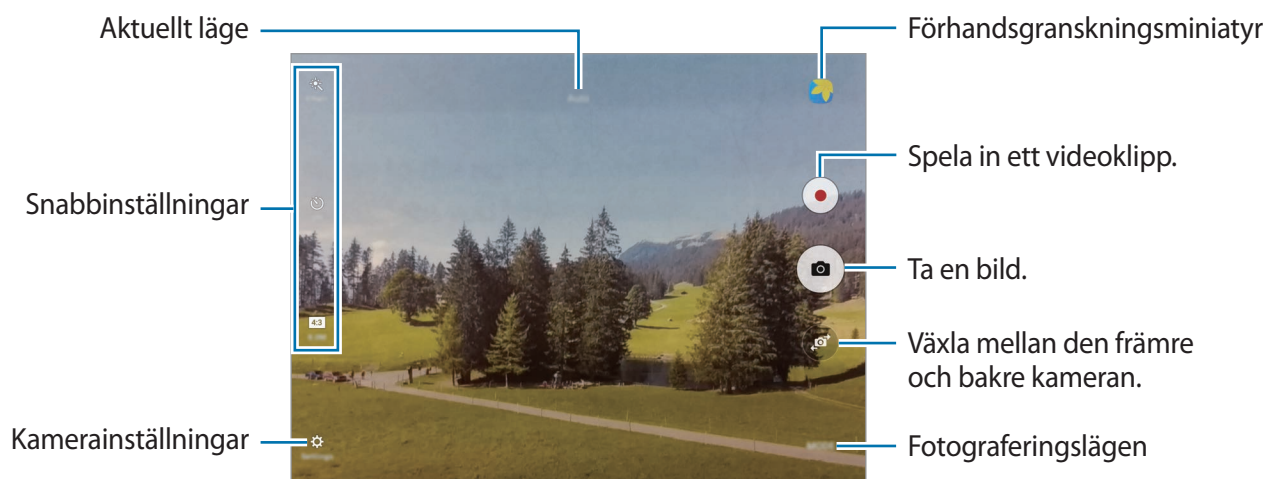 Aktuellt läge
Förhandsgranskningsminiatyr
Spela in ett videoklipp.
Snabbinställningar
Ta en bild.
4:3
Växla mellan den främre
och bakre kameran.
Kamerainställningar
Fotograferingslägen